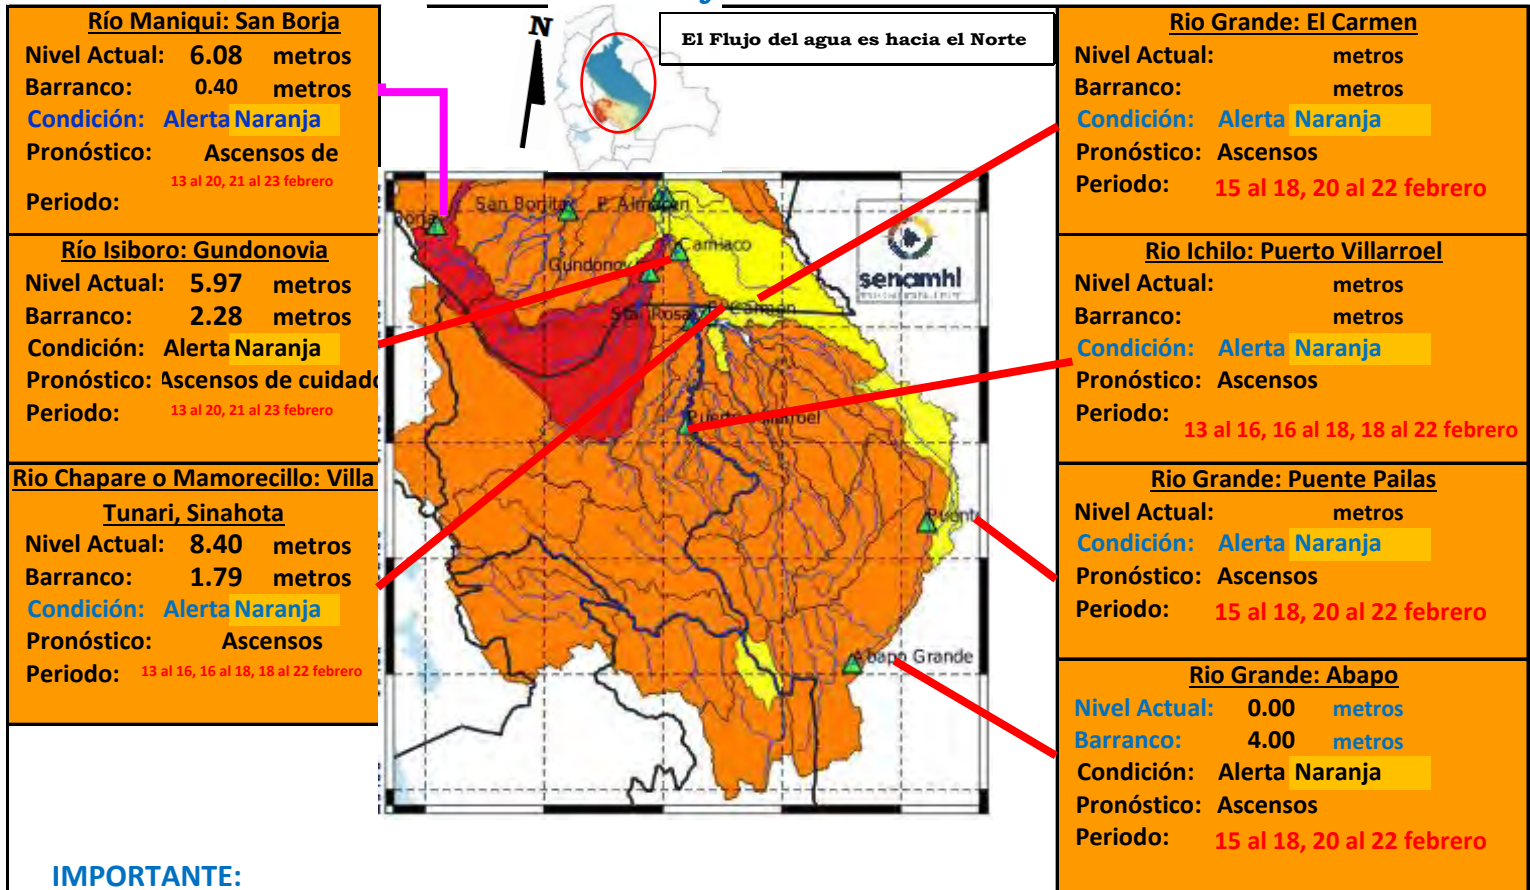 Río Maniqui: San Borja
Nivel Actual: 6.08 metros
Barranco: 0.40 metros
Condición: Alerta Naranja
Pronóstico: Ascensos de
13 al 20, 21 al 23 febrero
Periodo:
Río Isiboro: Gundonovia
Nivel Actual: 5.97 metros
Barranco: 2.28 metros
Condición: Alerta Naranja
Pronóstico: Ascensos de cuidado
Periodo: 13 al 20, 21 al 23 febrero
Rio Chapare o Mamorecillo: Villa
Tunari, Sinahota
Nivel Actual: 8.40 metros
Barranco: 1.79 metros
Condición: Alerta Naranja
Pronóstico: Ascensos
Periodo: 13 al 16, 16 al 18, 18 al 22 febrero
IMPORTANTE:
N
El Flujo del agua es hacia el Norte
San Borjita
P. Almacen
Camiaco
senamhi
Puerto Villarroel
Abapo Grande
Rio Grande: El Carmen
Nivel Actual: metros
Barranco: metros
Condición: Alerta Naranja
Pronóstico: Ascensos
Periodo: 15 al 18, 20 al 22 febrero
Rio Ichilo: Puerto Villarroel
Nivel Actual: metros
Barranco: metros
Condición: Alerta Naranja
Pronóstico: Ascensos
Periodo: 13 al 16, 16 al 18, 18 al 22 febrero
Rio Grande: Puente Pailas
Nivel Actual: metros
Condición: Alerta Naranja
Pronóstico: Ascensos
Periodo: 15 al 18, 20 al 22 febrero
Rio Grande: Abapo
Nivel Actual: 0.00 metros
Barranco: 4.00 metros
Condición: Alerta Naranja
Pronóstico: Ascensos
Periodo: 15 al 18, 20 al 22 febrero